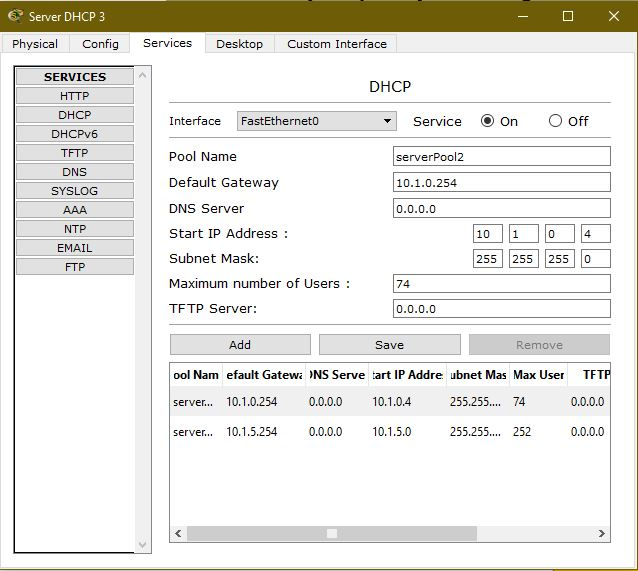 Server DHCP 3
Physical Config Services Desktop Custom Interface
SERVICES
HTTP
DHCP
DHCPv6
TFTP
DNS
SYSLOG
AAA
NTP
EMAIL
FTP
DHCP
Interface FastEthernet0 Service On Off
Pool Name serverPool2
Default Gateway 10.1.0.254
DNS Server 0.0.0.0
Start IP Address : 10 1 0 4
Subnet Mask: 255 255 255 0
Maximum number of Users : 74
TFTP Server: 0.0.0.0
Add Save Remove
ool Nam efault Gatewa DNS Serve tart IP Addre ubnet Mas Max User TFTP
server... 10.1.0.254 0.0.0.0 10.1.0.4 255.255.... 74 0.0.0.0
server... 10.1.5.254 0.0.0.0 10.1.5.0 255.255.... 252 0.0.0.0